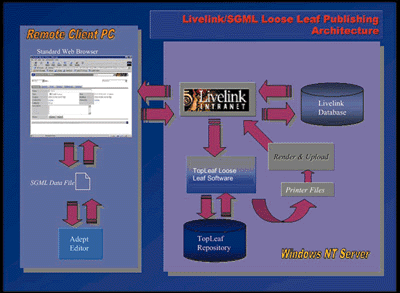 Livelink/SGML Loose Leaf Publishing
Architecture
Remote Client PC
Standard Web Browser
Livelink
INTRANET
Livelink
Database
SGML Data File
TopLeaf Loose
Leaf Software
Render & Upload
Printer Files
Adept
Editor
TopLeaf
Repository
Windows NT Server